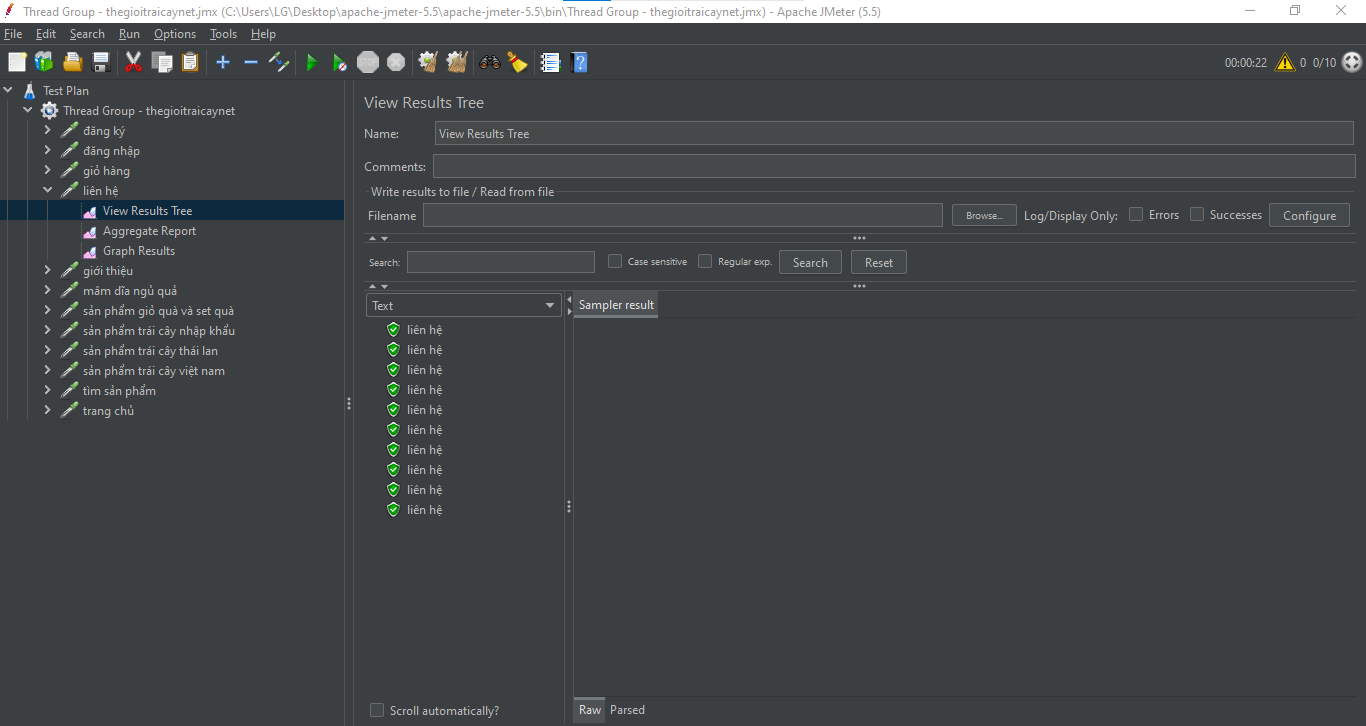 Thread Group - thegioitraicaynet.jmx (C:\Users\LG\Desktop\apache-jmeter-5.5\apache-jmeter-5.5\bin\Thread Group - thegioitraicaynet.jmx) - Apache JMeter (5.5)
File Edit Search Run Options Tools Help
STOP 00:00:22 0 0/10
Test Plan
Thread Group - thegioitraicaynet
đăng ký
đăng nhập
giỏ hàng
liên hệ
View Results Tree
Aggregate Report
Graph Results
giới thiệu
mâm dĩa ngủ quả
sản phẩm giỏ quà và set quà
sản phẩm trái cây nhập khẩu
sản phẩm trái cây thái lan
sản phẩm trái cây việt nam
tìm sản phẩm
trang chủ
View Results Tree
Name: View Results Tree
Comments:
Write results to file / Read from file
Filename Browse... Log/Display Only: Errors Successes Configure
Search: Case sensitive Regular exp. Search Reset
Text
liên hệ
liên hệ
liên hệ
liên hệ
liên hệ
liên hệ
liên hệ
liên hệ
liên hệ
liên hệ
Scroll automatically?
Sampler result
Raw Parsed